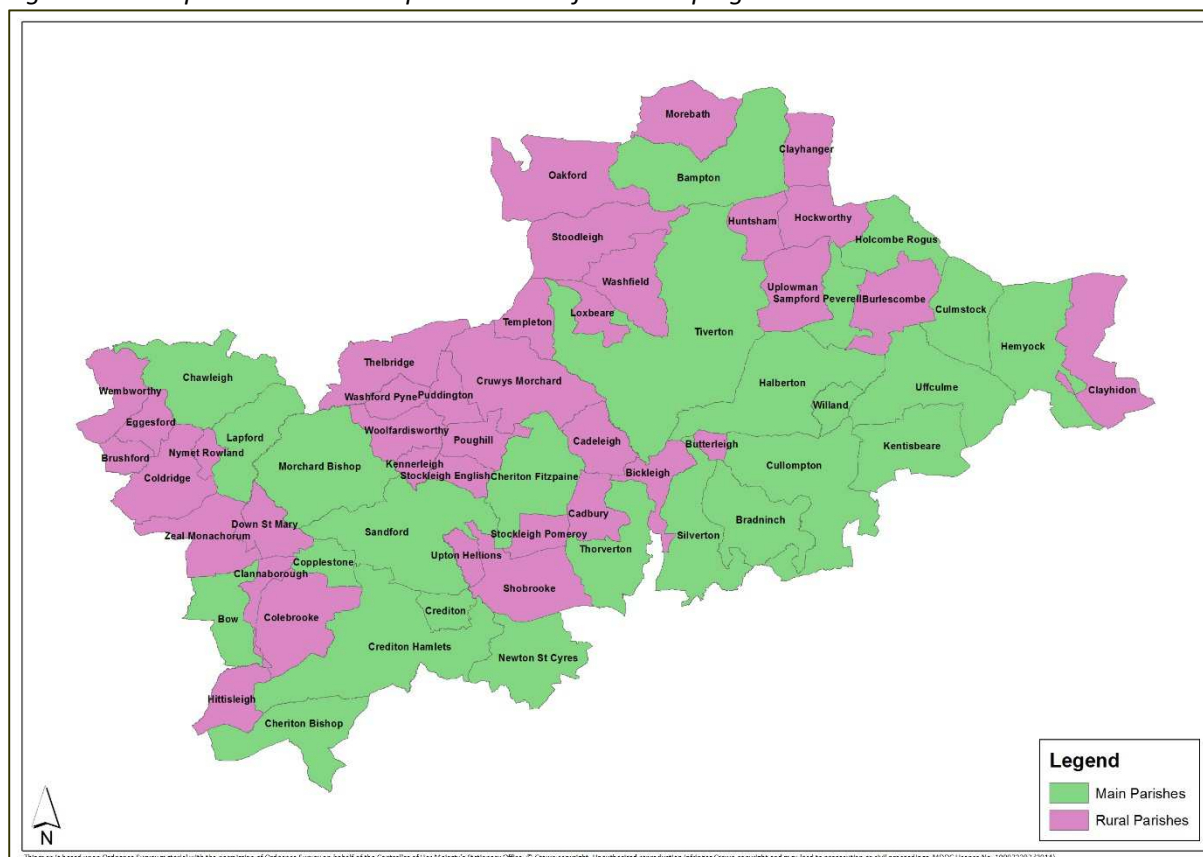 Morebath
Clayhanger
Oakford
Bampton
Huntsham
Hockworthy
Stoodleigh
Holcombe Rogus
Washfield
Uplowman
Sampford Peverell
Burlescombe
Culmstock
Loxbeare
Templeton
Tiverton
Hemyock
Thelbridge
Chawleigh
Cruwys Morchard
Halberton
Uffculme
Clayhidon
Wembworthy
Washford Pyne
Puddington
Willand
Eggesford
Woolfardisworthy
Poughill
Cadeleigh
Butterleigh
Kentisbeare
Lapford
Brushford
Nymet Rowland
Morchard Bishop
Kennerleigh
Stockleigh English
Cheriton Fitzpaine
Bickleigh
Cullompton
Coldridge
Cadbury
Bradninch
Down St Mary
Zeal Monachorum
Sandford
Stockleigh Pomeroy
Silverton
Thorverton
Copplestone
Upton Hellions
Clannaborough
Shobrooke
Bow
Colebrooke
Crediton
Crediton Hamlets
Newton St Cyres
Hittisleigh
Cheriton Bishop
Legend
Main Parishes
Rural Parishes
N